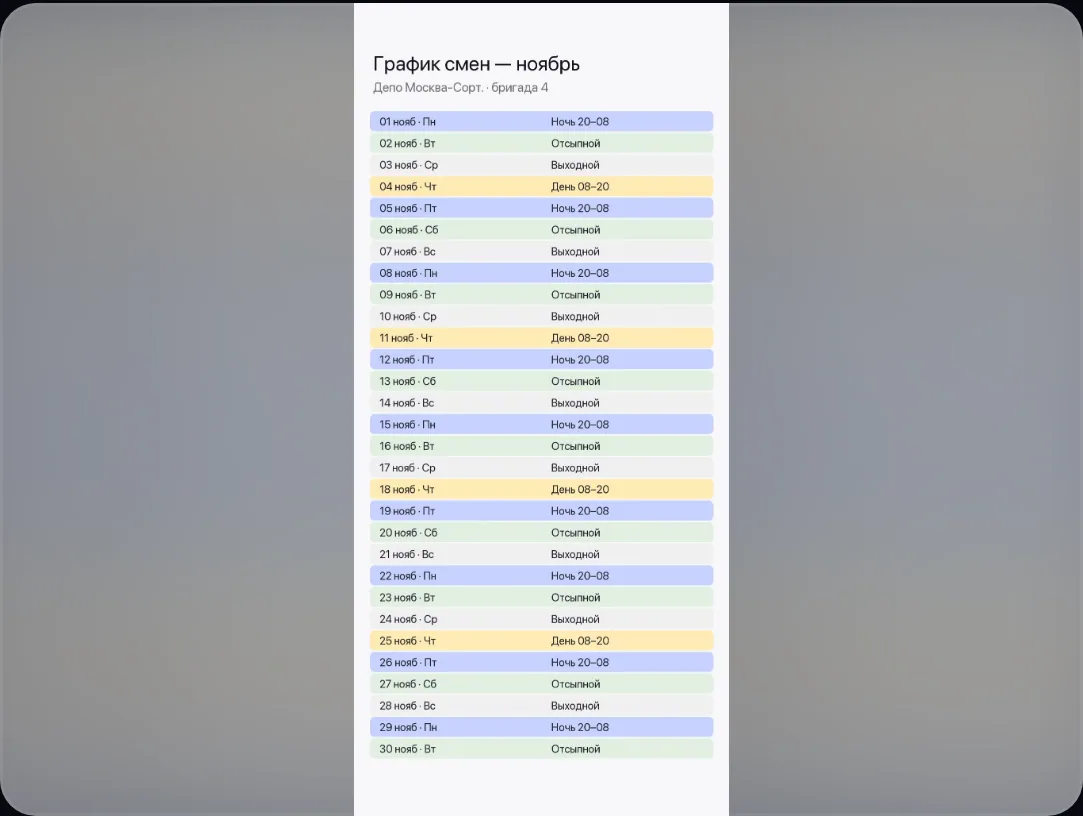 График смен — ноябрь
Депо Москва-Сорт. · бригада 4
01 нояб · Пн Ночь 20–08
02 нояб · Вт Отсыпной
03 нояб · Ср Выходной
04 нояб · Чт День 08–20
05 нояб · Пт Ночь 20–08
06 нояб · Сб Отсыпной
07 нояб · Вс Выходной
08 нояб · Пн Ночь 20–08
09 нояб · Вт Отсыпной
10 нояб · Ср Выходной
11 нояб · Чт День 08–20
12 нояб · Пт Ночь 20–08
13 нояб · Сб Отсыпной
14 нояб · Вс Выходной
15 нояб · Пн Ночь 20–08
16 нояб · Вт Отсыпной
17 нояб · Ср Выходной
18 нояб · Чт День 08–20
19 нояб · Пт Ночь 20–08
20 нояб · Сб Отсыпной
21 нояб · Вс Выходной
22 нояб · Пн Ночь 20–08
23 нояб · Вт Отсыпной
24 нояб · Ср Выходной
25 нояб · Чт День 08–20
26 нояб · Пт Ночь 20–08
27 нояб · Сб Отсыпной
28 нояб · Вс Выходной
29 нояб · Пн Ночь 20–08
30 нояб · Вт Отсыпной